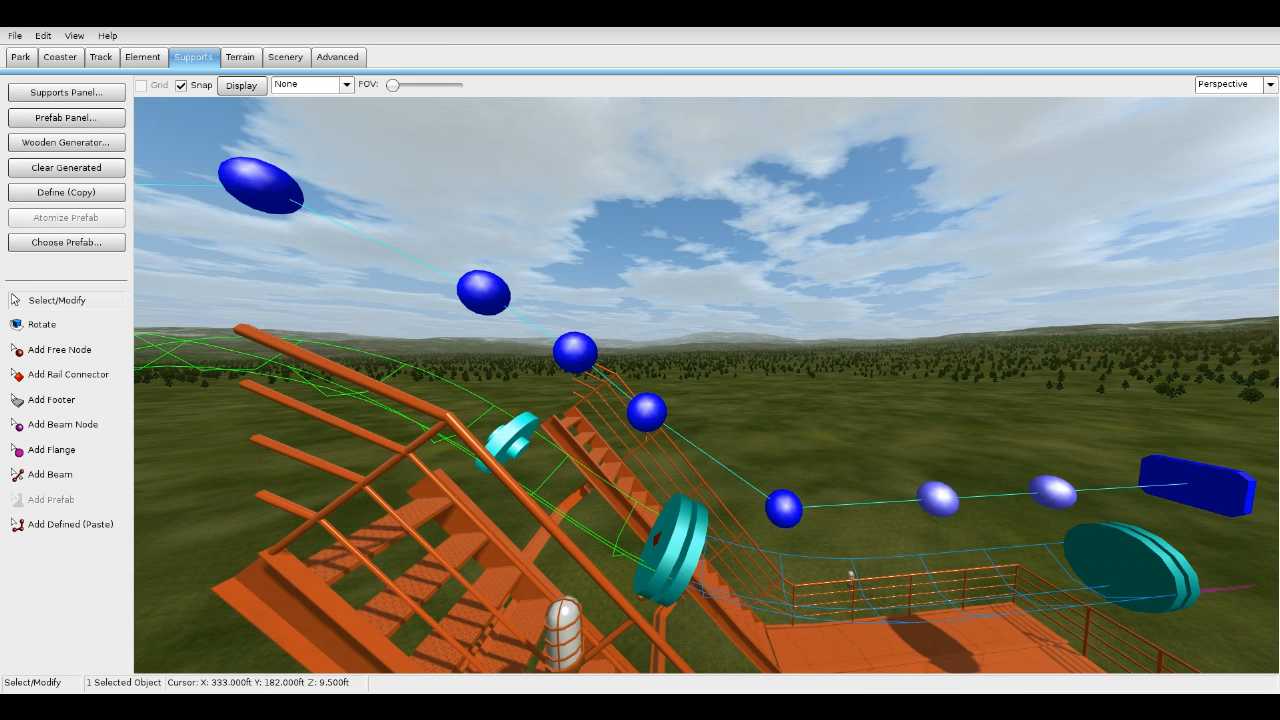 File Edit View Help
Park Coaster Track Element Supports Terrain Scenery Advanced
Grid Snap Display None FOV: Perspective
Supports Panel...
Prefab Panel...
Wooden Generator...
Clear Generated
Define (Copy)
Atomize Prefab
Choose Prefab...
Select/Modify
Rotate
Add Free Node
Add Rail Connector
Add Footer
Add Beam Node
Add Flange
Add Beam
Add Prefab
Add Defined (Paste)
Select/Modify 1 Selected Object Cursor: X: 333.000ft Y: 182.000ft Z: 9.500ft